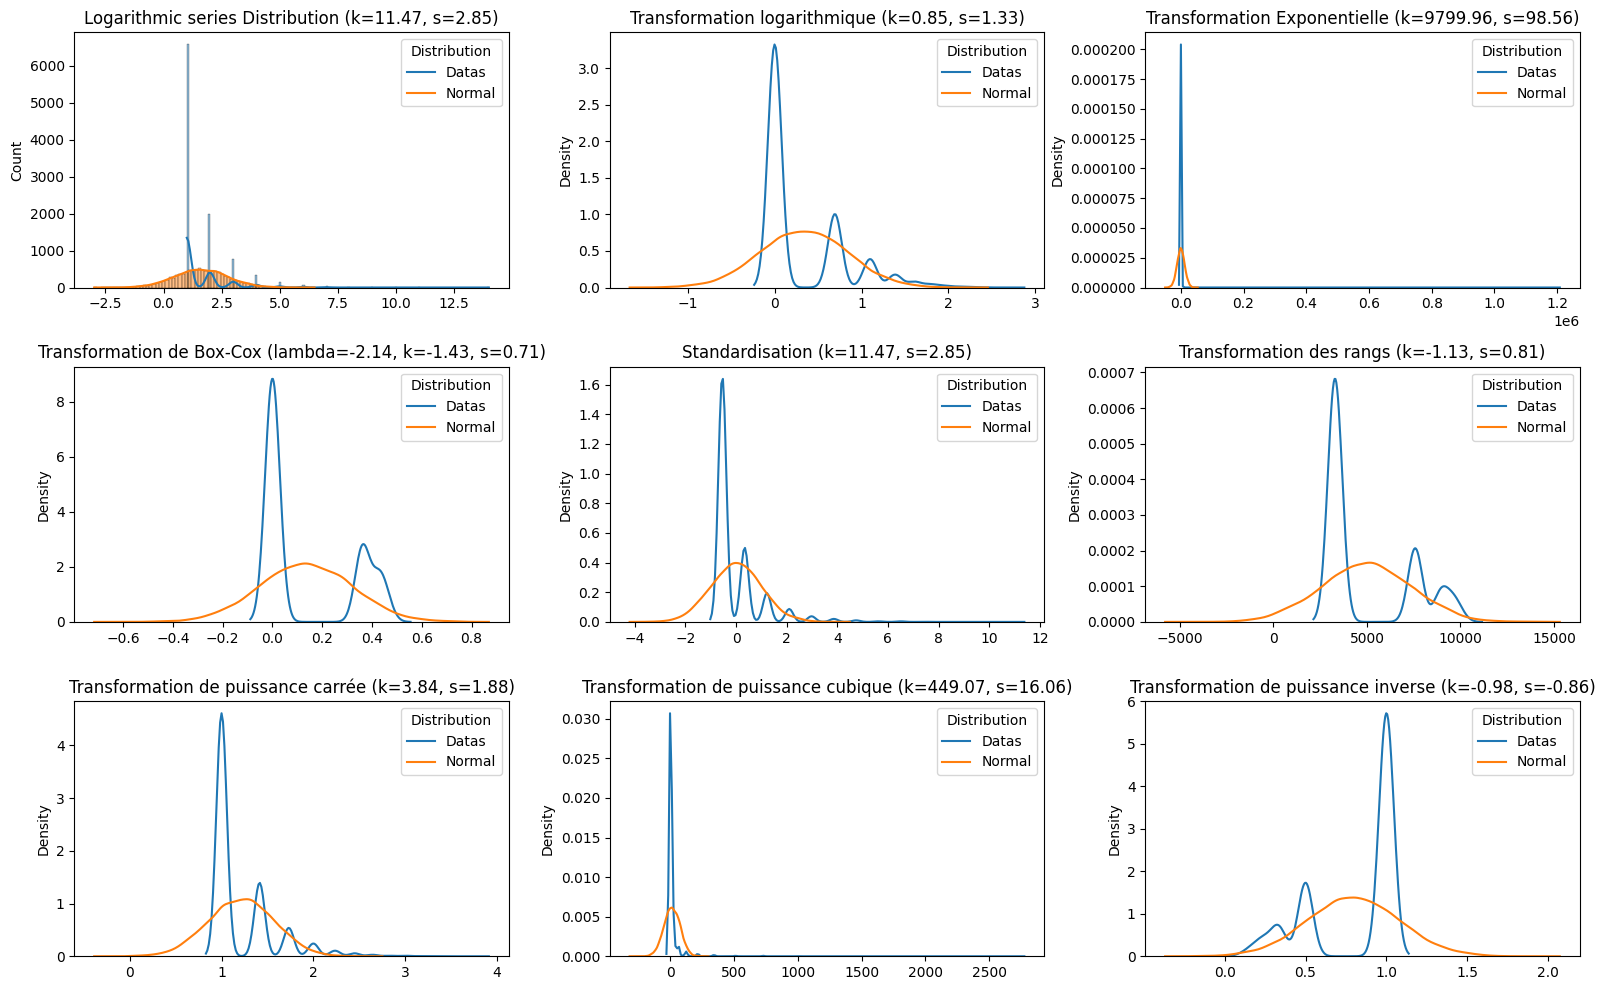 Logarithmic series Distribution (k=11.47, s=2.85)
Count
6000
5000
4000
3000
2000
1000
0
−2.5
0.0
2.5
5.0
7.5
10.0
12.5
Distribution
Datas
Normal
Transformation logarithmique (k=0.85, s=1.33)
Density
3.0
2.5
2.0
1.5
1.0
0.5
0.0
−1
0
1
2
3
Distribution
Datas
Normal
Transformation Exponentielle (k=9799.96, s=98.56)
Density
0.000200
0.000175
0.000150
0.000125
0.000100
0.000075
0.000050
0.000025
0.000000
0.0
0.2
0.4
0.6
0.8
1.0
1.2
1e6
Distribution
Datas
Normal
Transformation de Box-Cox (lambda=-2.14, k=-1.43, s=0.71)
Density
8
6
4
2
0
−0.6
−0.4
−0.2
0.0
0.2
0.4
0.6
0.8
Distribution
Datas
Normal
Standardisation (k=11.47, s=2.85)
Density
1.6
1.4
1.2
1.0
0.8
0.6
0.4
0.2
0.0
−4
−2
0
2
4
6
8
10
12
Distribution
Datas
Normal
Transformation des rangs (k=-1.13, s=0.81)
Density
0.0007
0.0006
0.0005
0.0004
0.0003
0.0002
0.0001
0.0000
−5000
0
5000
10000
15000
Distribution
Datas
Normal
Transformation de puissance carrée (k=3.84, s=1.88)
Density
4
3
2
1
0
0
1
2
3
4
Distribution
Datas
Normal
Transformation de puissance cubique (k=449.07, s=16.06)
Density
0.030
0.025
0.020
0.015
0.010
0.005
0.000
0
500
1000
1500
2000
2500
Distribution
Datas
Normal
Transformation de puissance inverse (k=-0.98, s=-0.86)
Density
6
5
4
3
2
1
0
0.0
0.5
1.0
1.5
2.0
Distribution
Datas
Normal